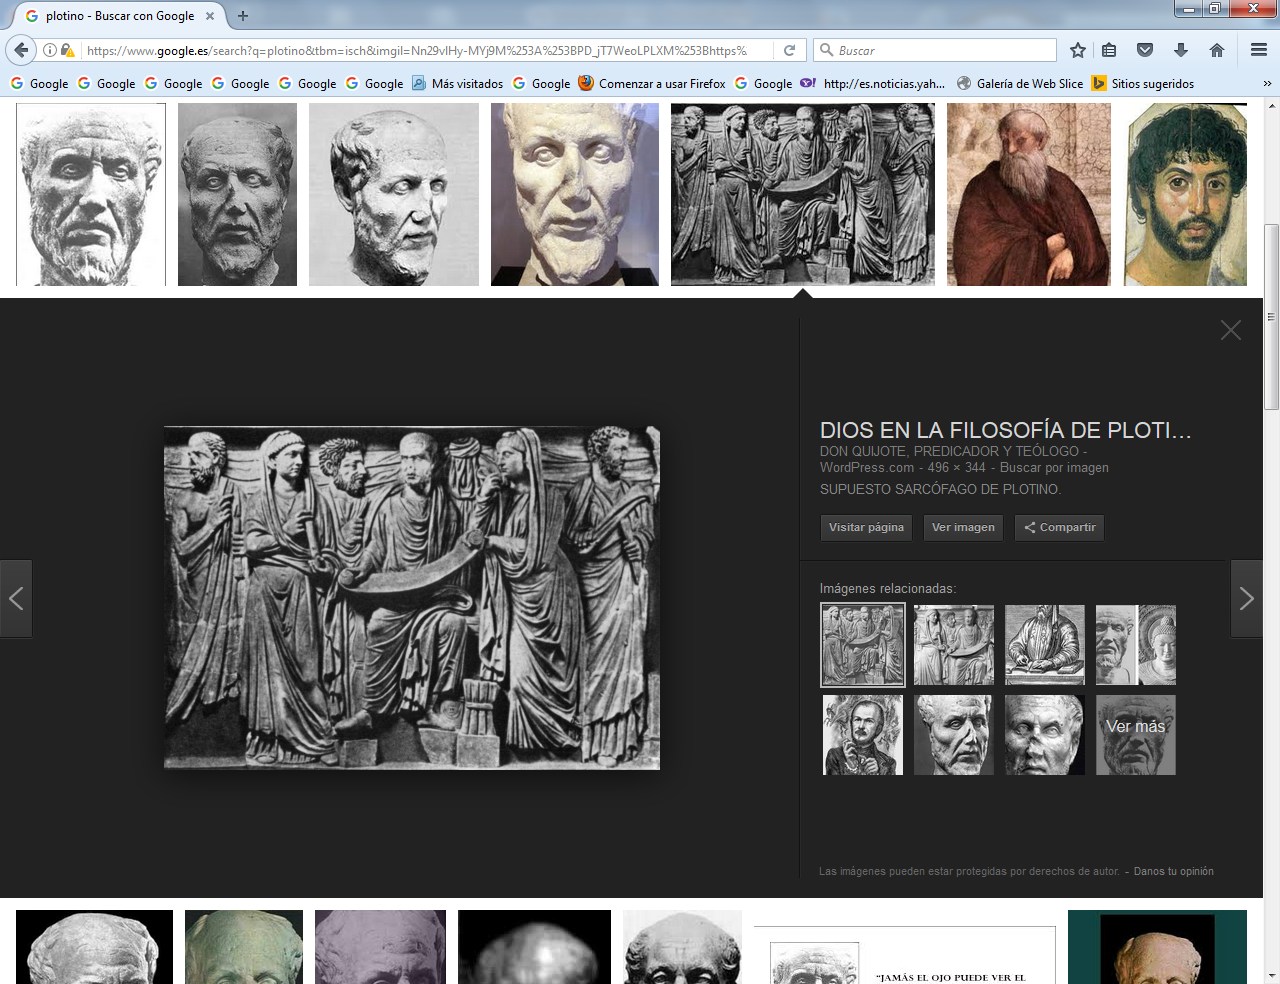 plotino - Buscar con Google
https://www.google.es/search?q=plotino&tbm=isch&imgil=Nn29vlHy-MYj9M%253A%253BPD_jT7WeoLPLXM%253Bhttps%
Buscar
Google Google Google Google Google Google Más visitados Google Comenzar a usar Firefox Google http://es.noticias.yah... Galería de Web Slice Sitios sugeridos
DIOS EN LA FILOSOFÍA DE PLOTI...
DON QUIJOTE, PREDICADOR Y TEÓLOGO -
WordPress.com - 496 × 344 - Buscar por imagen
SUPUESTO SARCÓFAGO DE PLOTINO.
Visitar página Ver imagen Compartir
Imágenes relacionadas:
Ver más
Las imágenes pueden estar protegidas por derechos de autor. - Danos tu opinión
“JAMÁS EL OJO PUEDE VER EL